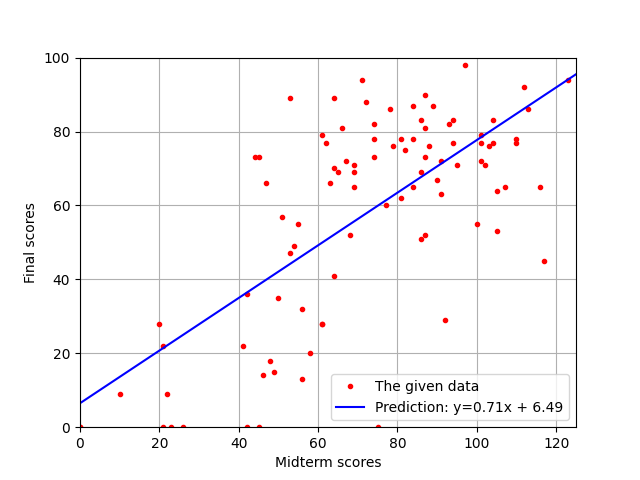 100
80
60
40
20
0
Final scores
The given data
Prediction: y=0.71x + 6.49
0 20 40 60 80 100 120
Midterm scores